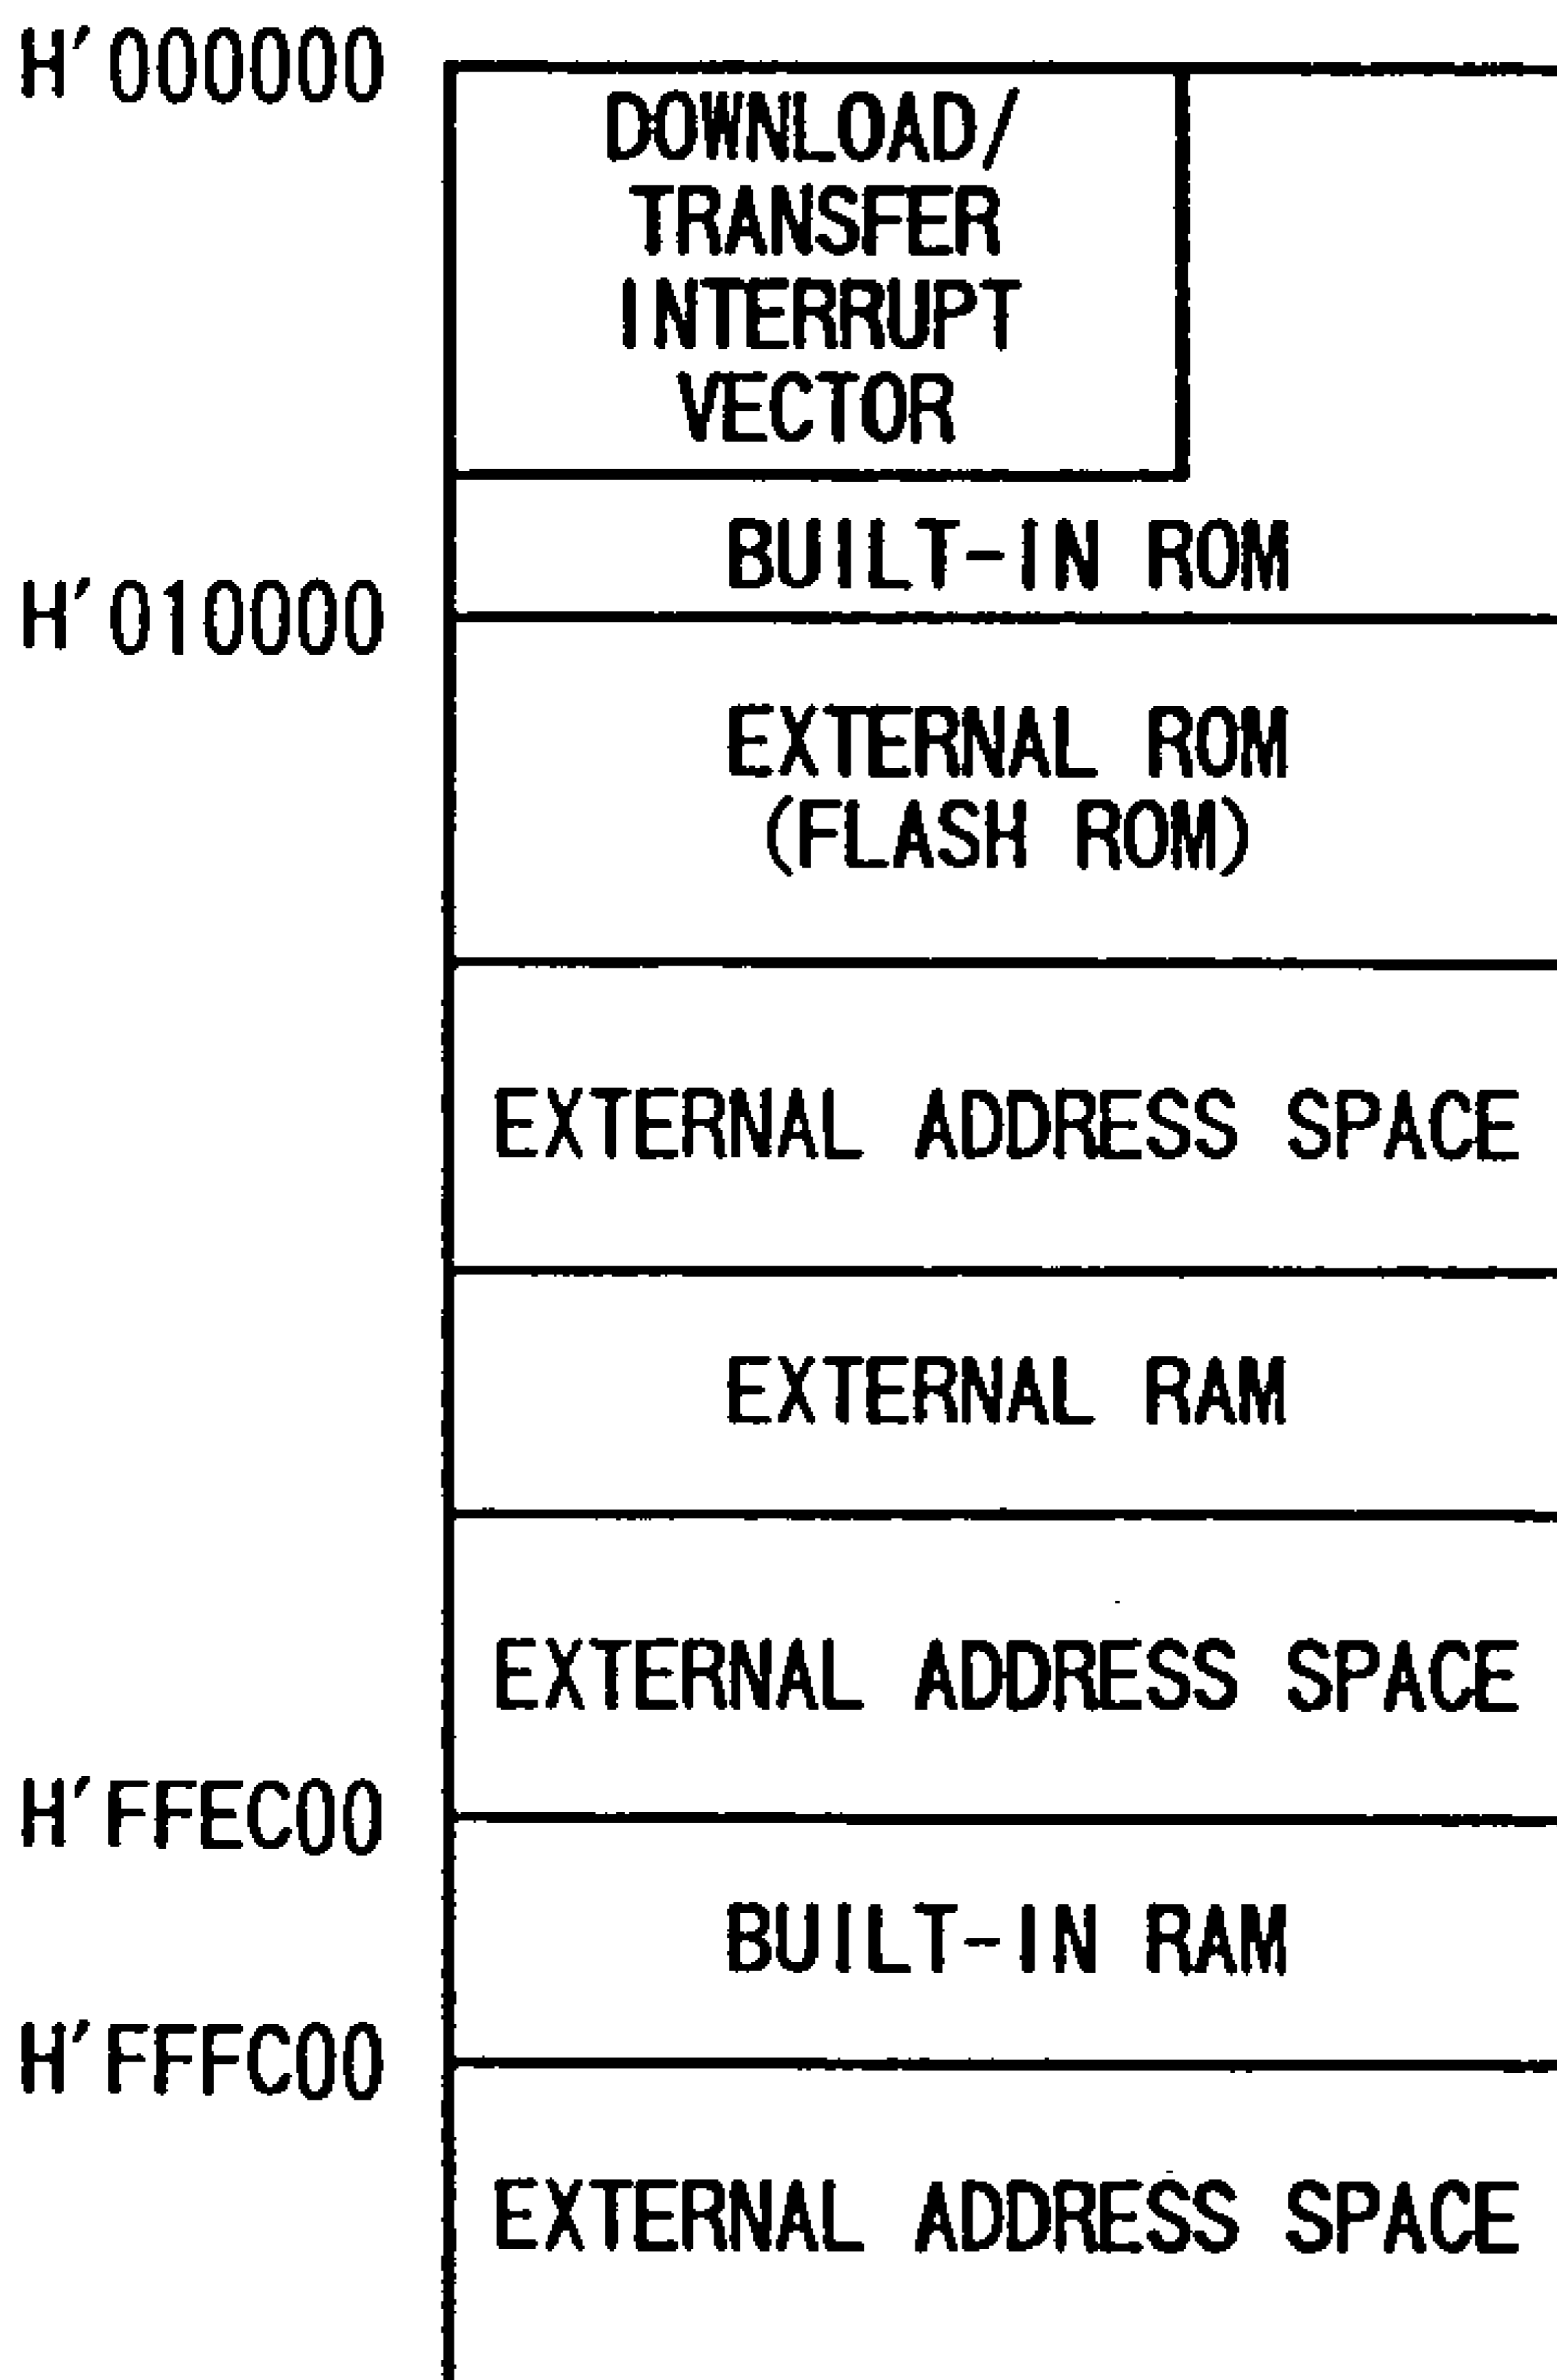 H'000000
DOWNLOAD/
TRANSFER
INTERRUPT
VECTOR
BUILT-IN ROM
H'010000
EXTERNAL ROM
(FLASH ROM)
EXTERNAL ADDRESS SPACE
EXTERNAL RAM
EXTERNAL ADDRESS SPACE
H'FFEC00
BUILT-IN RAM
H'FFFC00
EXTERNAL ADDRESS SPACE